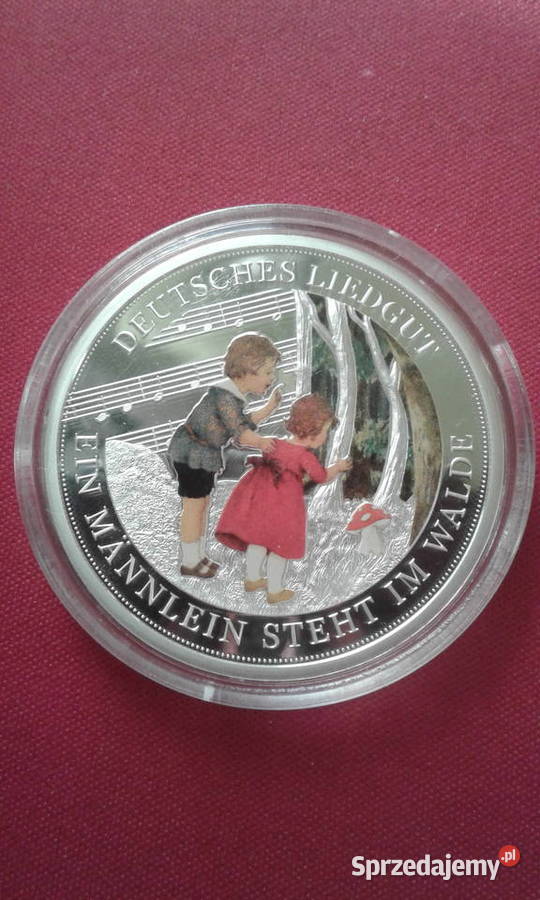 DEUTSCHES LIEDGUT
EIN MÄNNLEIN STEHT IM WALDE
Sprzedajemy.pl